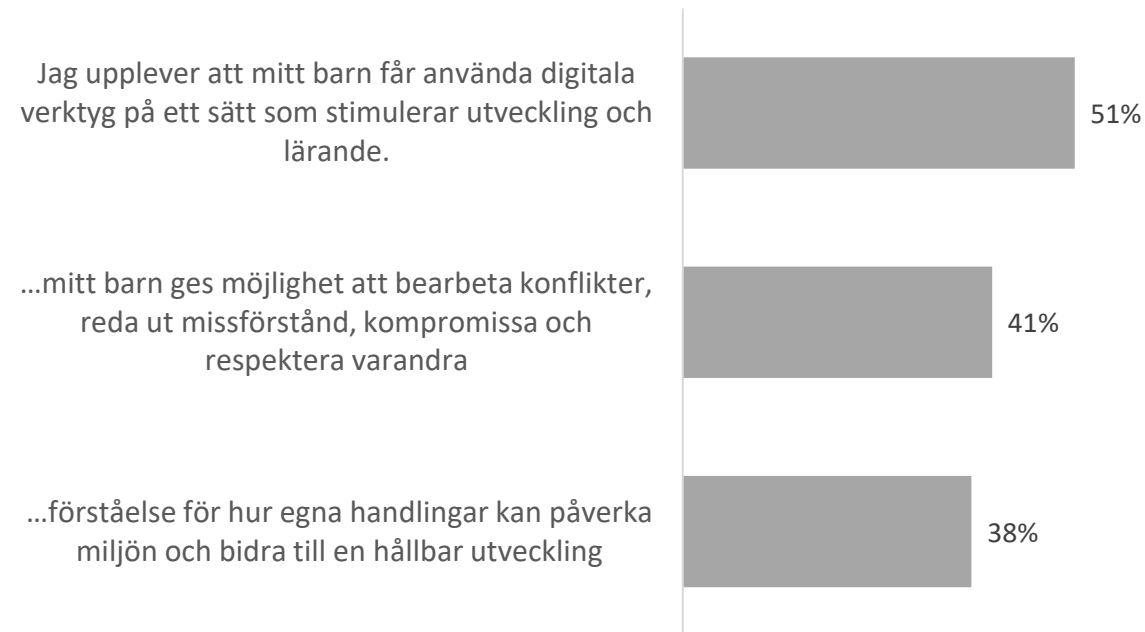 Jag upplever att mitt barn får använda digitala
verktyg på ett sätt som stimulerar utveckling och
lärande.
51%
…mitt barn ges möjlighet att bearbeta konflikter,
reda ut missförstånd, kompromissa och
respektera varandra
41%
…förståelse för hur egna handlingar kan påverka
miljön och bidra till en hållbar utveckling
38%